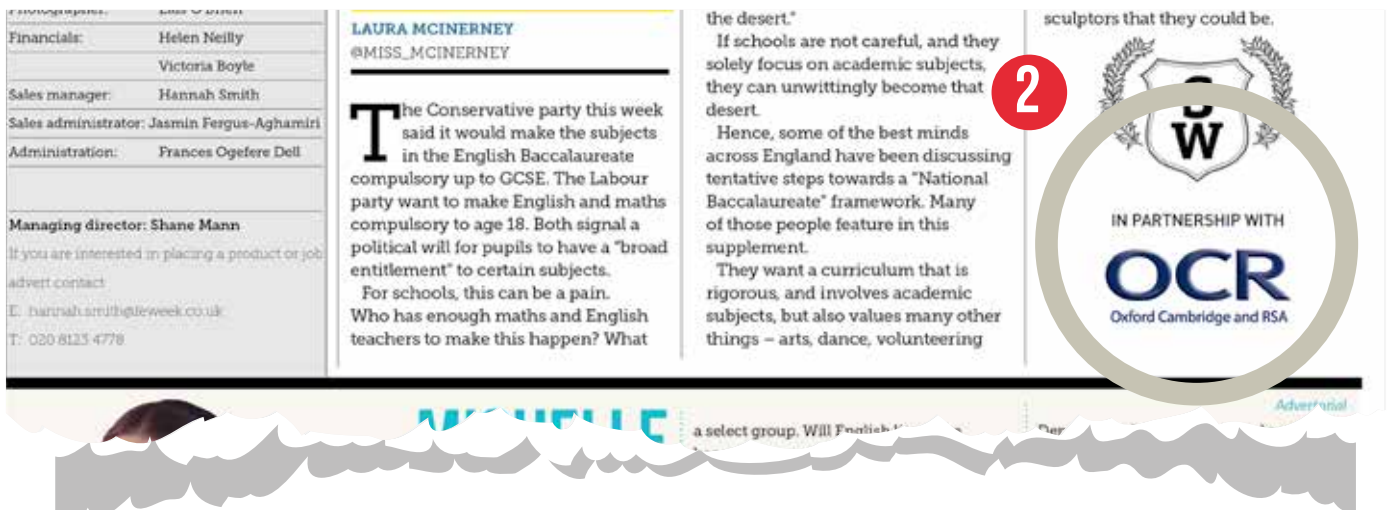 Financials: Helen Neilly
Victoria Boyle
Sales manager: Hannah Smith
Sales administrator: Jasmin Fergus-Aghamiri
Administration: Frances Ogefere Dell
Managing director: Shane Mann
If you are interested in placing a product or job
advert contact
E: hannah.smith@feweek.co.uk
T: 020 8123 4778
LAURA MCINERNEY
@MISS_MCINERNEY
The Conservative party this week
said it would make the subjects
in the English Baccalaureate
compulsory up to GCSE. The Labour
party want to make English and maths
compulsory to age 18. Both signal a
political will for pupils to have a "broad
entitlement" to certain subjects.
For schools, this can be a pain.
Who has enough maths and English
teachers to make this happen? What
the desert."
If schools are not careful, and they
solely focus on academic subjects,
they can unwittingly become that
desert.
Hence, some of the best minds
across England have been discussing
tentative steps towards a "National
Baccalaureate" framework. Many
of those people feature in this
supplement.
They want a curriculum that is
rigorous, and involves academic
subjects, but also values many other
things – arts, dance, volunteering
sculptors that they could be.
2
S
W
IN PARTNERSHIP WITH
OCR
Oxford Cambridge and RSA
Advertorial
MICHELLE
a select group. Will English